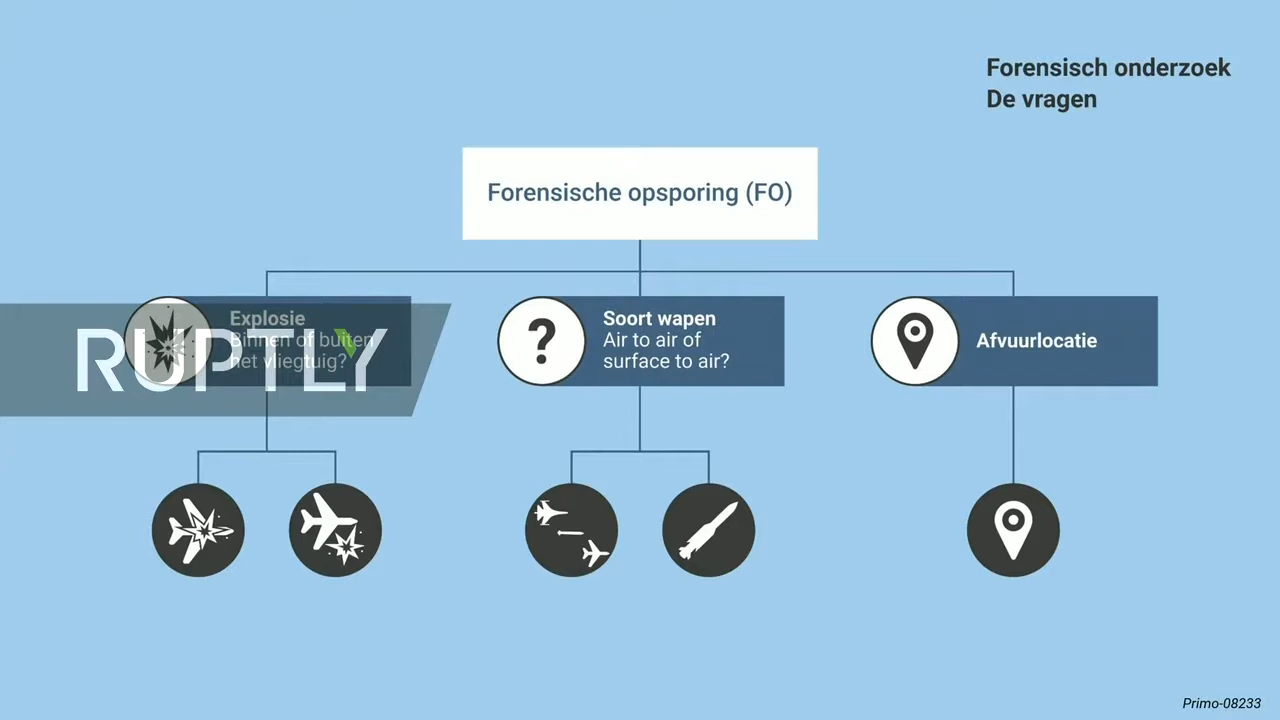 Forensisch onderzoek
De vragen
Forensische opsporing (FO)
Explosie
Binnen of buiten
het vliegtuig?
RUPTLY
Soort wapen
Air to air of
surface to air?
?
Afvuurlocatie
Primo-08233